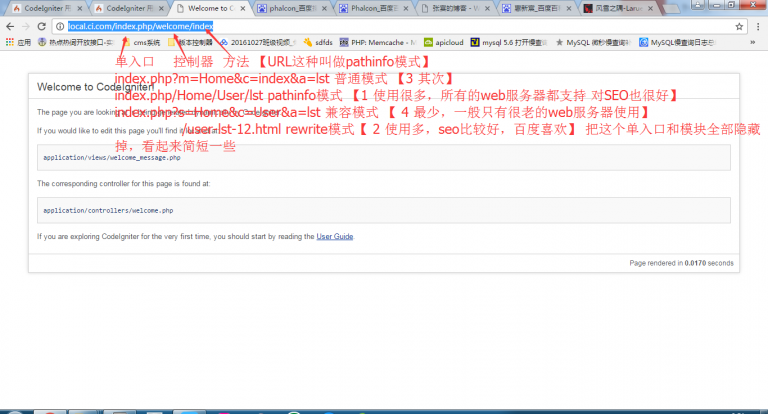 CodeIgniter 用
CodeIgniter 用
Welcome to C
phalcon_百度
Phalcon_百度
张宴的博客 - W
歌新宴_百度百
风雪之隅-Laru
local.ci.com/index.php/welcome/index
应用
热点热词开放接口-实
cms系统
版本控制器
20161027班级视频_
sdfds
PHP: Memcache - M
apicloud
mysql 5.6 打开慢查询
MySQL 微秒慢查询
MySQL慢查询日志总
单入口 控制器 方法 【URL这种叫做pathinfo模式】
index.php?m=Home&c=index&a=lst 普通模式 【3 其次】
Welcome to CodeIgniter!
index.php/Home/User/lst pathinfo模式 【1 使用很多，所有的web服务器都支持 对SEO也很好】
The page you are looking at
index.php?s=Home&c=User&a=lst 兼容模式 【 4 最少，一般只有很老的web服务器使用】
If you would like to edit this page you'll find it
/user-lst-12.html rewrite模式【 2 使用多，seo比较好，百度喜欢】 把这个单入口和模块全部隐藏
掉，看起来简短一些
application/views/welcome_message.php
The corresponding controller for this page is found at:
application/controllers/welcome.php
If you are exploring CodeIgniter for the very first time, you should start by reading the User Guide.
Page rendered in 0.0170 seconds